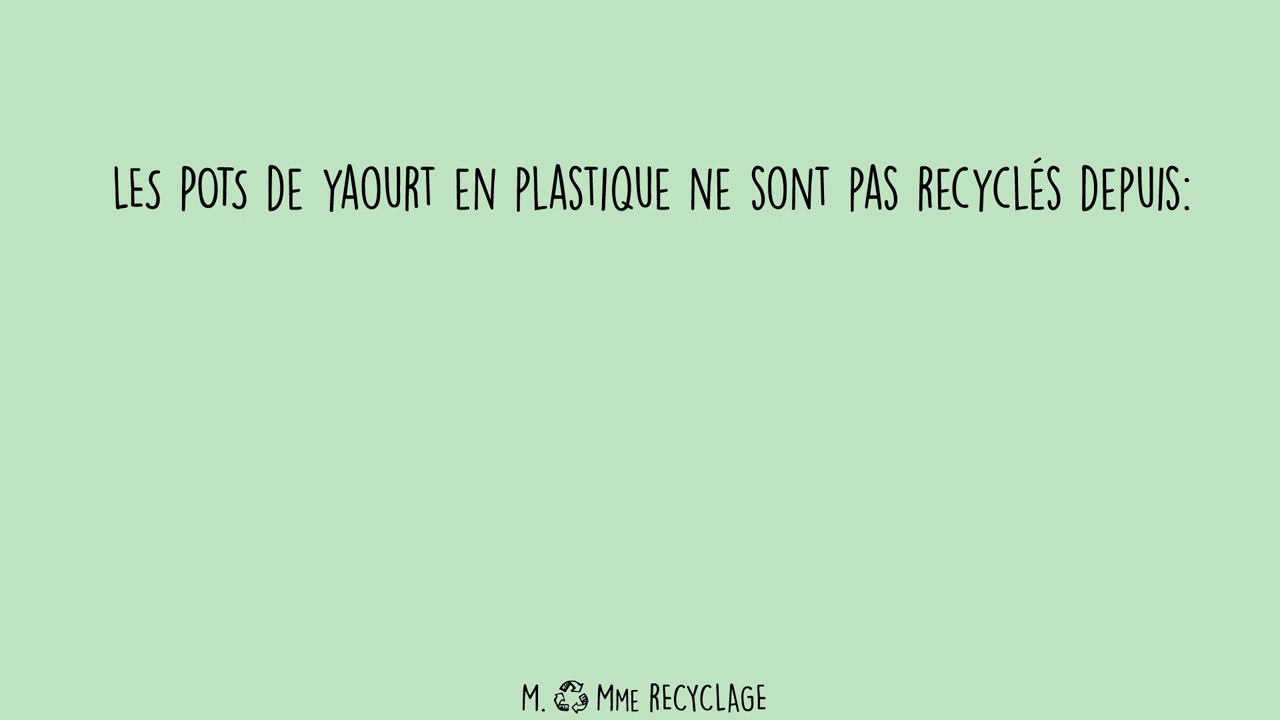 LES POTS DE YAOURT EN PLASTIQUE NE SONT PAS RECYCLÉS DEPUIS:
M. MME RECYCLAGE